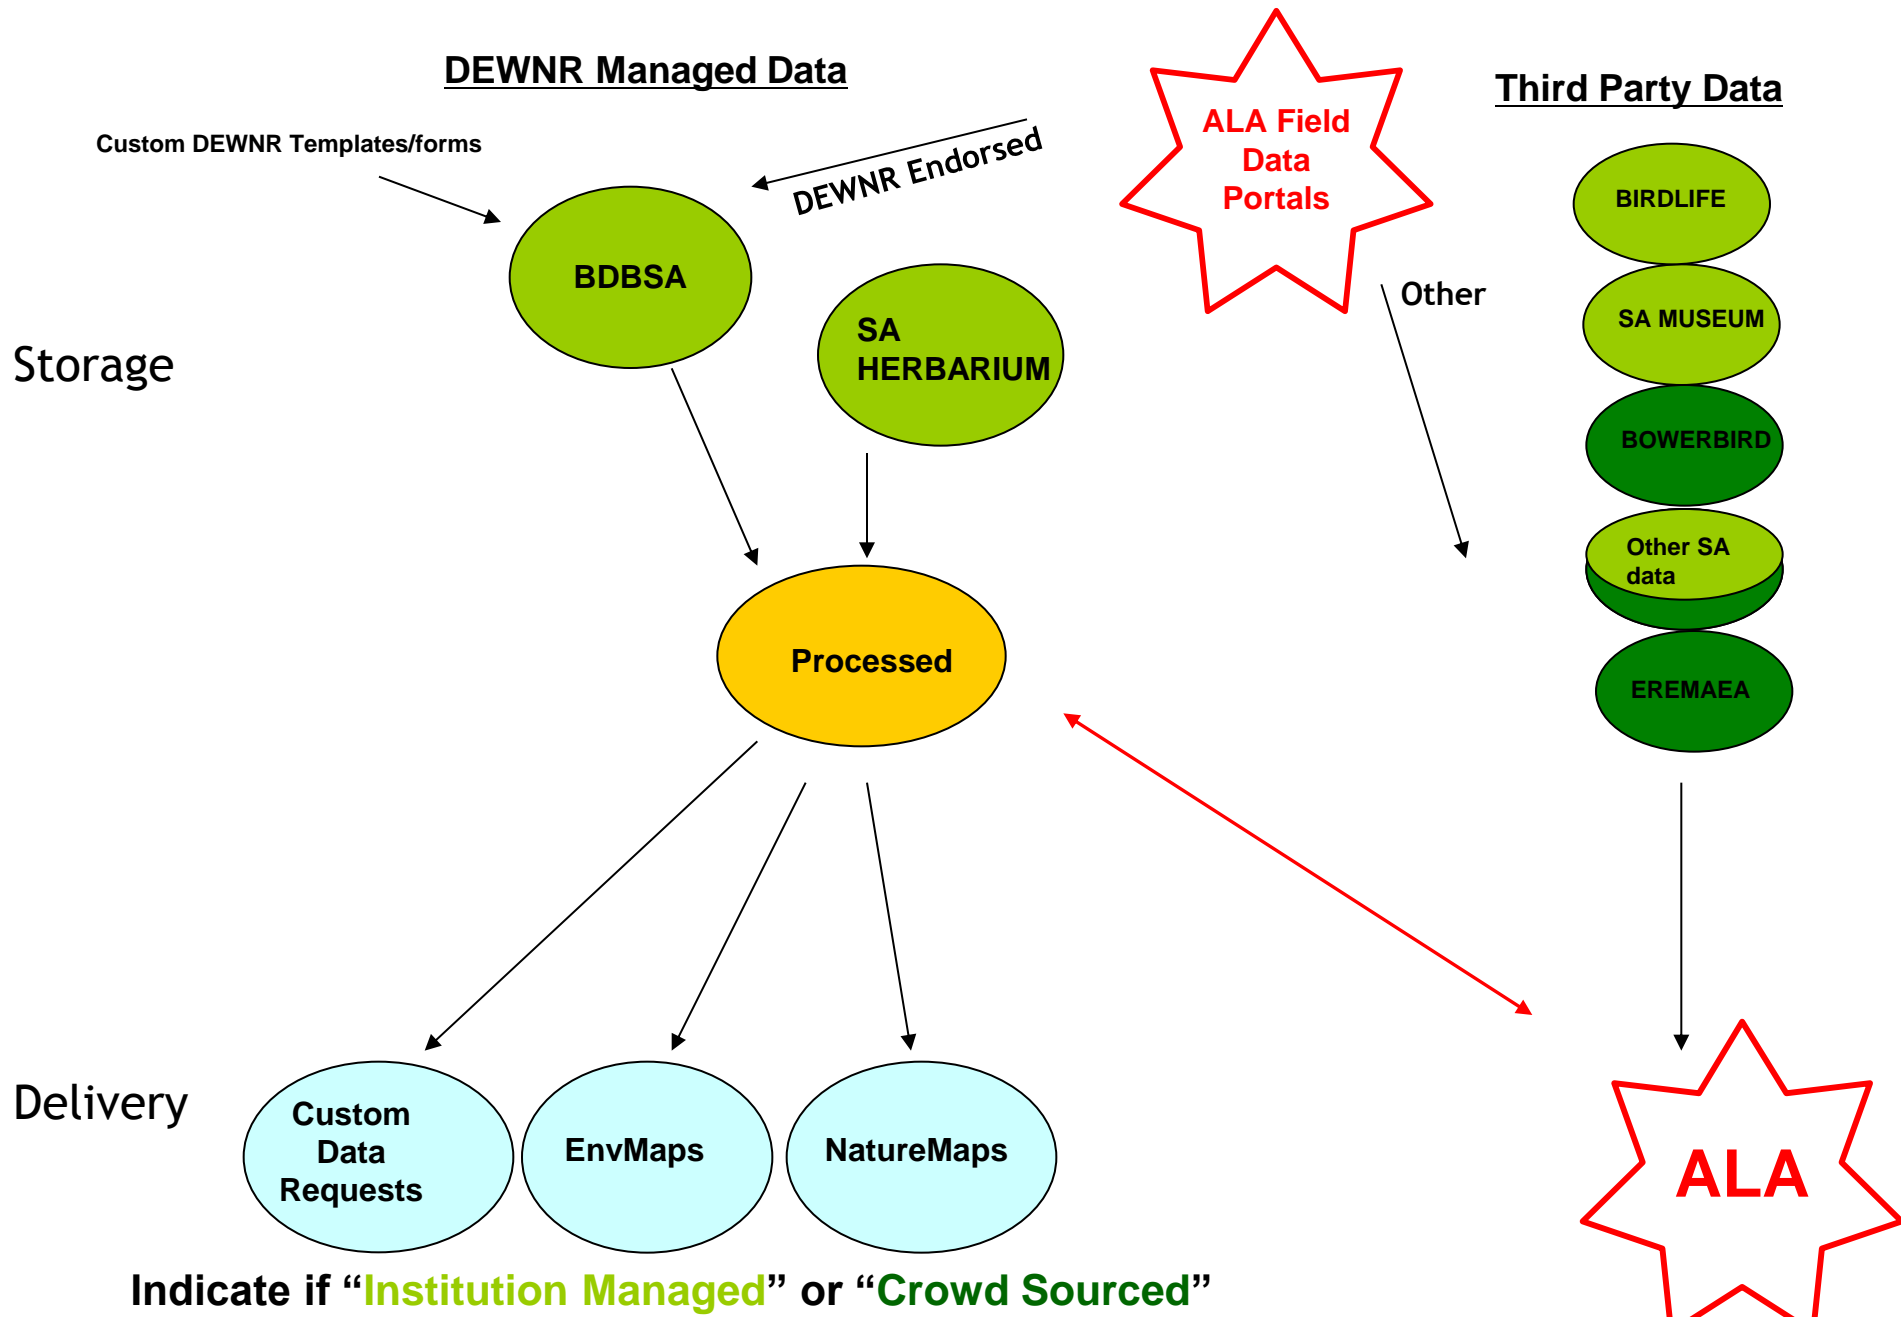 DEWNR Managed Data
Third Party Data
Custom DEWNR Templates/forms
DEWNR Endorsed
ALA Field
Data
Portals
Other
BIRDLIFE
SA MUSEUM
BOWERBIRD
Other SA
data
EREMAEA
Storage
BDBSA
SA
HERBARIUM
Processed
Delivery
Custom
Data
Requests
EnvMaps
NatureMaps
ALA
Indicate if “Institution Managed” or “Crowd Sourced”